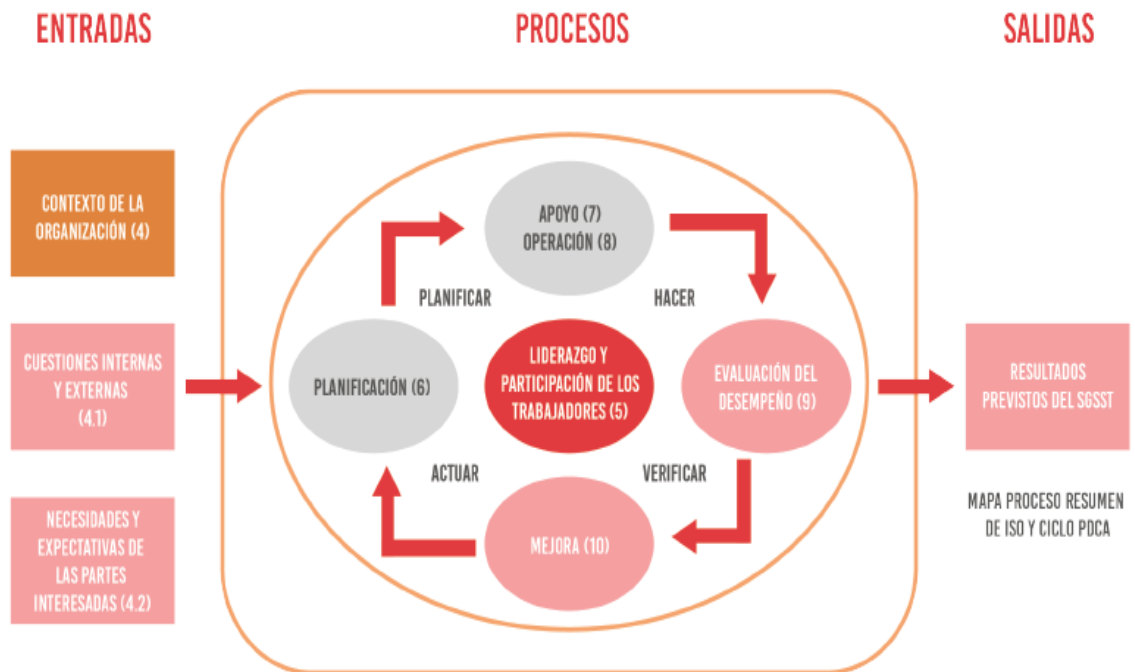 ENTRADAS
PROCESOS
SALIDAS
CONTEXTO DE LA
ORGANIZACIÓN (4)
CUESTIONES INTERNAS
Y EXTERNAS
(4.1)
NECESIDADES Y
EXPECTATIVAS DE
LAS PARTES
INTERESADAS (4.2)
APOYO (7)
OPERACIÓN (8)
PLANIFICAR
HACER
PLANIFICACIÓN (6)
LIDERAZGO Y
PARTICIPACIÓN DE LOS
TRABAJADORES (5)
EVALUACIÓN DEL
DESEMPEÑO (9)
ACTUAR
VERIFICAR
MEJORA (10)
RESULTADOS
PREVISTOS DEL SGSST
MAPA PROCESO RESUMEN
DE ISO Y CICLO PDCA